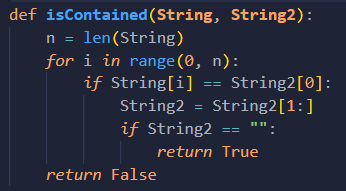 def isContained(String, String2):
    n = len(String)
    for i in range(0, n):
        if String[i] == String2[0]:
            String2 = String2[1:]
            if String2 == "":
                return True
    return False